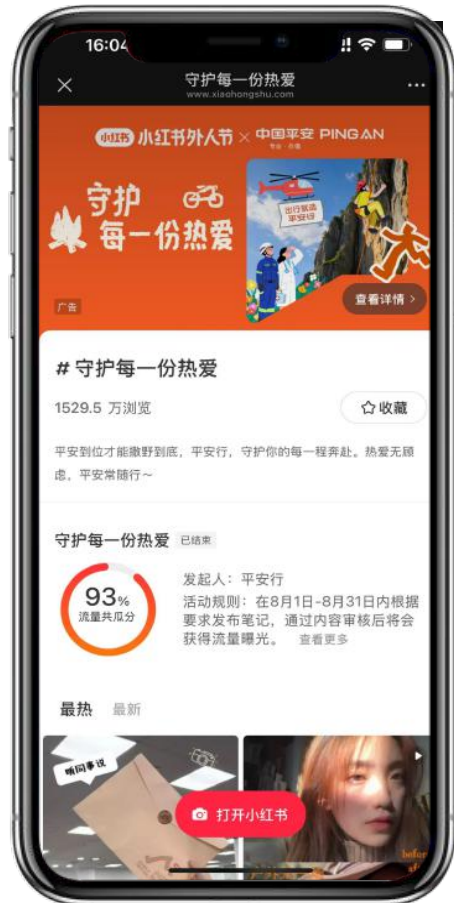 16:04
守护每一份热爱
www.xiaohongshu.com
小红书 小红书外人节 × 中国平安 PINGAN
专业·价值
守护
每一份热爱
出行就选
平安行
广告
查看详情 >
# 守护每一份热爱
1529.5 万浏览
收藏
平安到位才能撒野到底，平安行，守护你的每一程奔赴。热爱无顾
虑，平安常随行～
守护每一份热爱 已结束
93%
流量共瓜分
发起人：平安行
活动规则：在8月1日-8月31日内根据
要求发布笔记，通过内容审核后将会
获得流量曝光。 查看更多
最热 最新
听同事说
打开小红书
before